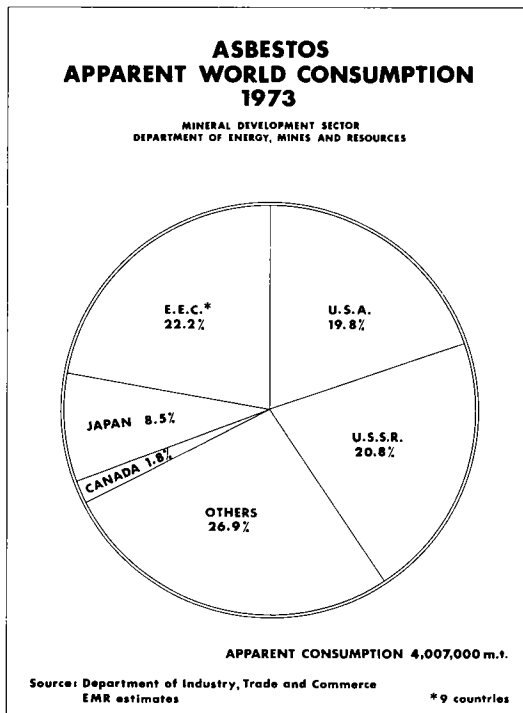 ASBESTOS
APPARENT WORLD CONSUMPTION
1973
MINERAL DEVELOPMENT SECTOR
DEPARTMENT OF ENERGY, MINES AND RESOURCES
E.E.C.*
22.2%
U.S.A.
19.8%
JAPAN 8.5%
U.S.S.R.
20.8%
CANADA 1.8%
OTHERS
26.9%
APPARENT CONSUMPTION 4,007,000 m.t.
Source: Department of Industry, Trade and Commerce
EMR estimates
*9 countries